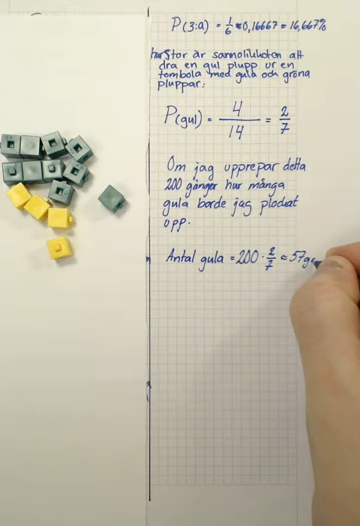 P(3:a) = 1/6 ≈ 0,16667 = 16,667%
hur stor är sannolikheten att
dra en gul plupp ur en
tombola med gula och gröna
pluppar:
P(gul) = 4/14 = 2/7
Om jag upprepar detta
200 gånger hur många
gula borde jag plockat
upp.
Antal gula = 200 · 2/7 ≈ 57